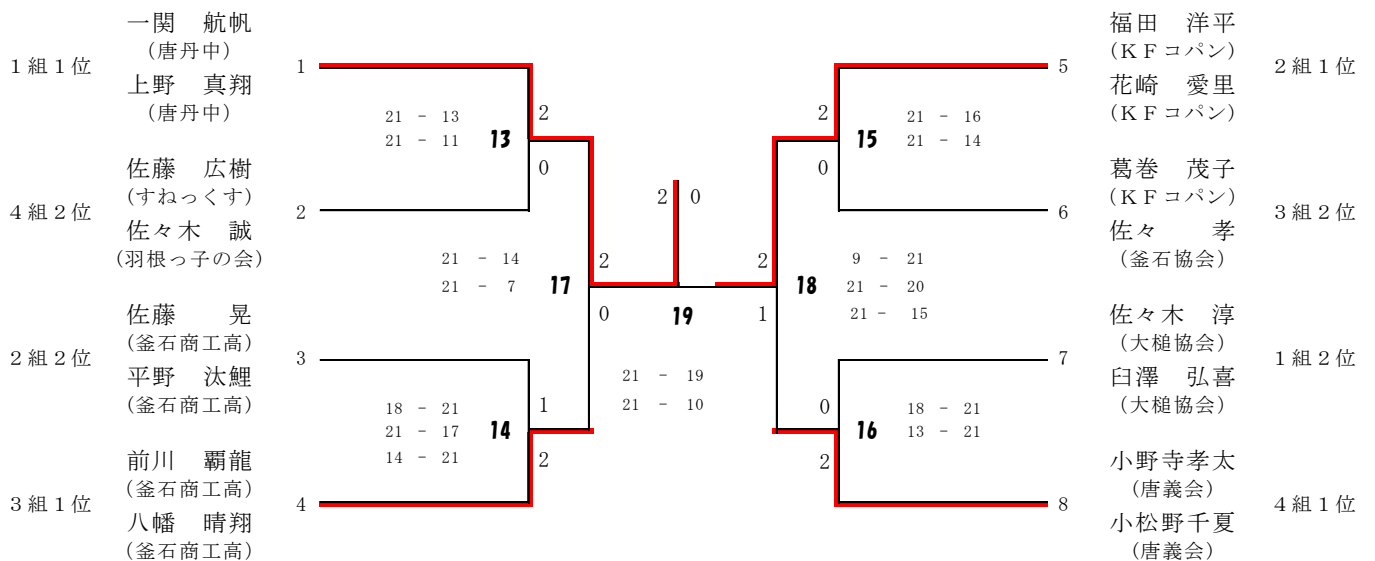 一関　航帆
(唐丹中)
1組1位
1
上野　真翔
(唐丹中)
21 - 13
21 - 11
13
2
0
佐藤　広樹
(すねっくす)
4組2位
2
佐々木　誠
(羽根っ子の会)
21 - 14
21 - 7
17
2
0
佐藤　　晃
(釜石商工高)
2組2位
3
平野　汰鯉
(釜石商工高)
18 - 21
21 - 17
14 - 21
14
1
2
前川　覇龍
(釜石商工高)
3組1位
4
八幡　晴翔
(釜石商工高)
2 0
19
21 - 19
21 - 10
福田　洋平
(KFコパン)
5
2組1位
花崎　愛里
(KFコパン)
2
0
15
21 - 16
21 - 14
葛巻　茂子
(KFコパン)
6
3組2位
佐々　　孝
(釜石協会)
2
1
18
9 - 21
21 - 20
21 - 15
佐々木　淳
(大槌協会)
7
1組2位
臼澤　弘喜
(大槌協会)
0
2
16
18 - 21
13 - 21
小野寺孝太
(唐義会)
8
4組1位
小松野千夏
(唐義会)